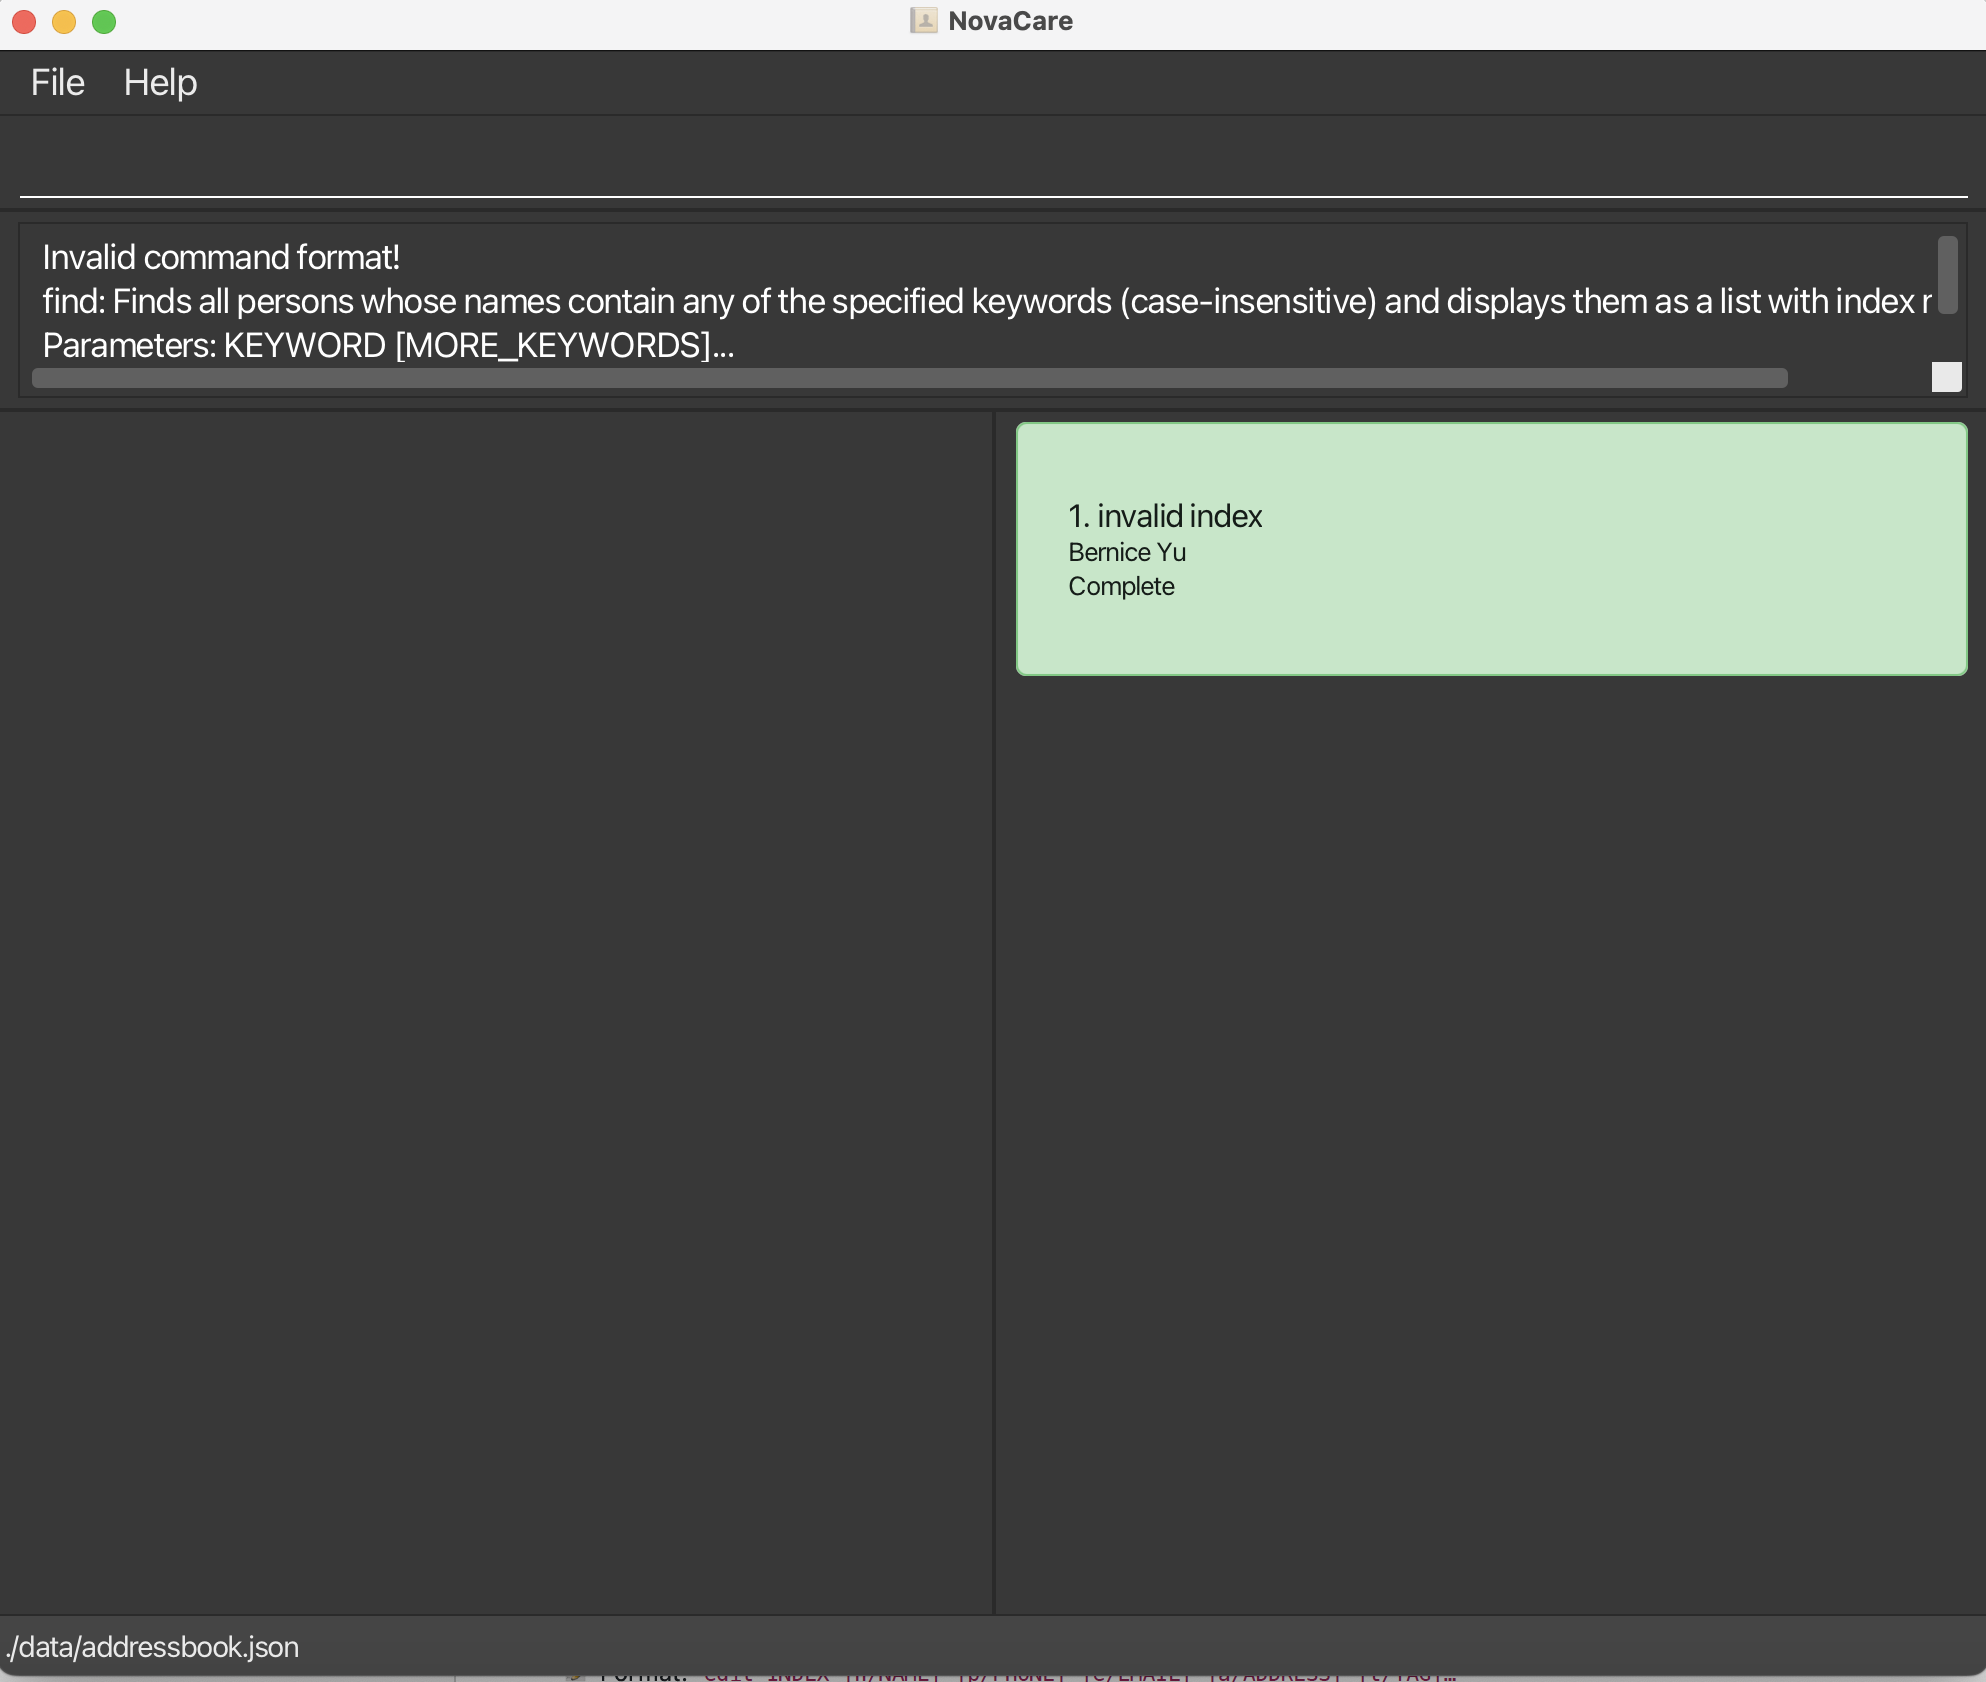 NovaCare
File Help
Invalid command format!
find: Finds all persons whose names contain any of the specified keywords (case-insensitive) and displays them as a list with index
Parameters: KEYWORD [MORE_KEYWORDS]...
1. invalid index
Bernice Yu
Complete
./data/addressbook.json